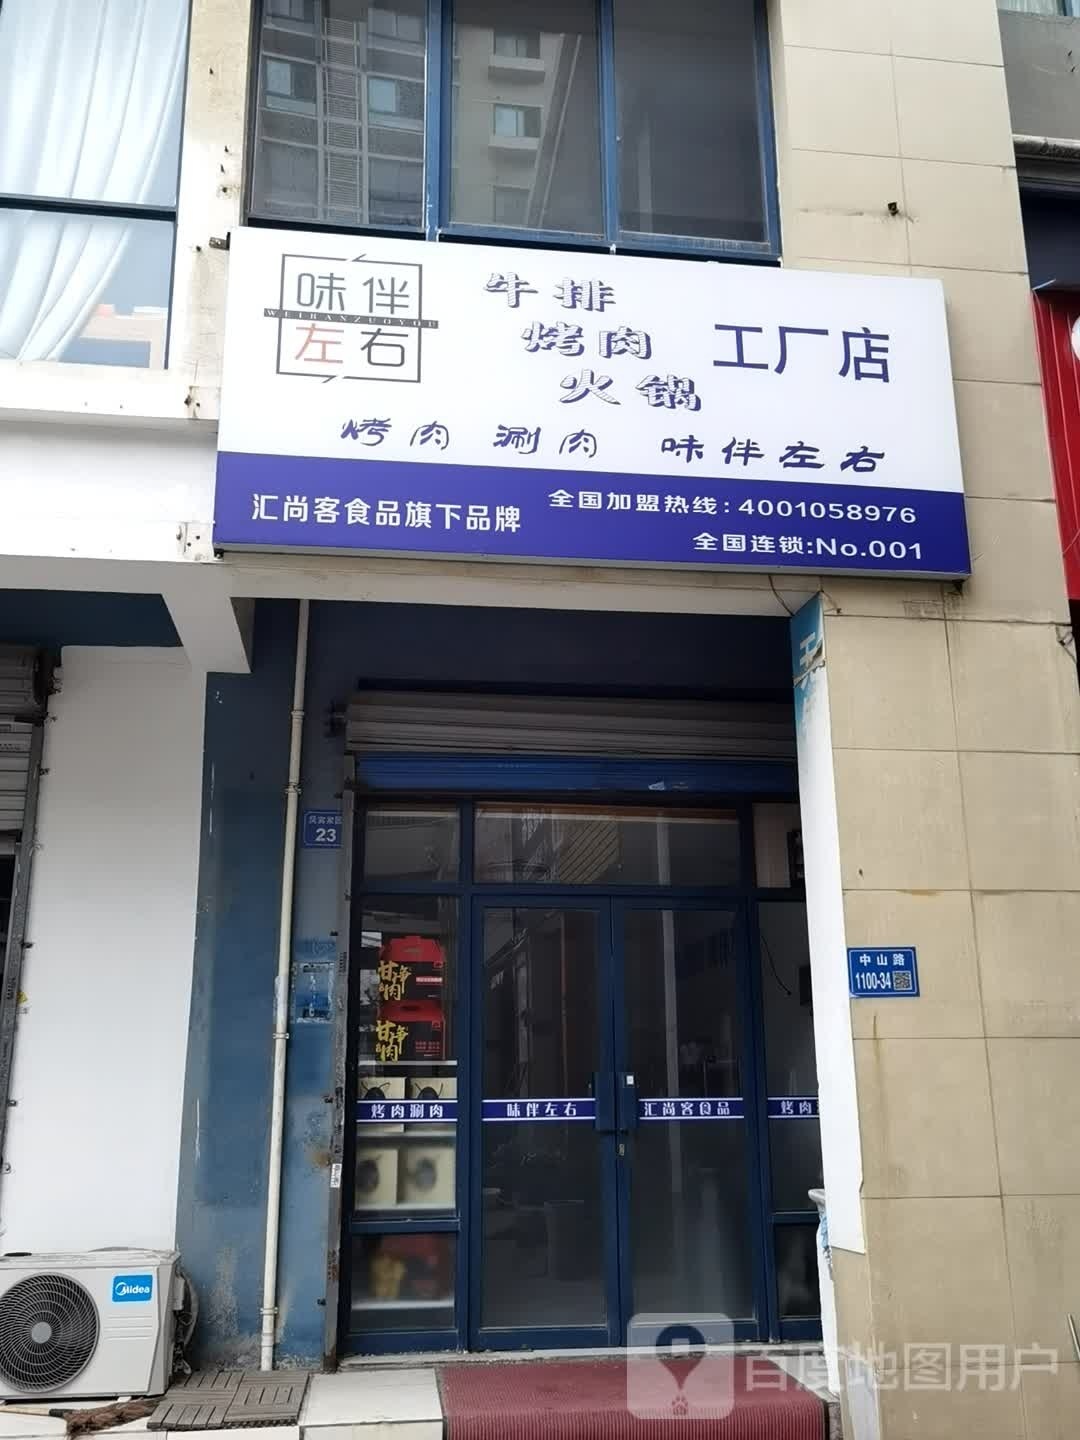 味伴
WEIBANZUOYOU
左右
牛排
烤肉
火锅
工厂店
烤肉 涮肉 味伴左右
汇尚客食品旗下品牌
全国加盟热线:4001058976
全国连锁:No.001
23
中山路
1100-34
甘净
肉
甘净
肉
烤肉涮肉
味伴左右
汇尚客食品
烤肉
Midea
百度地图用户